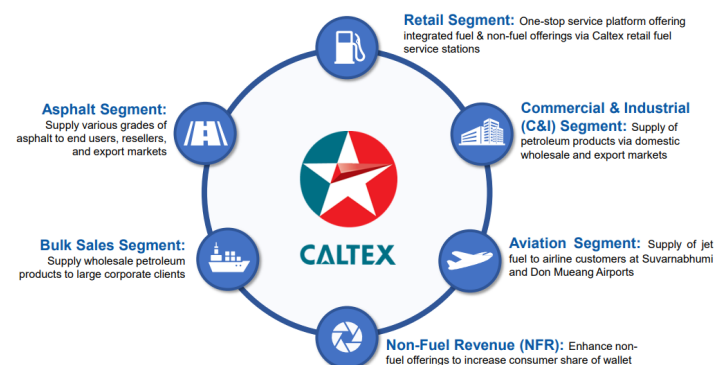 Retail Segment: One-stop service platform offering
integrated fuel & non-fuel offerings via Caltex retail fuel
service stations
Asphalt Segment:
Supply various grades of
asphalt to end users, resellers,
and export markets
Commercial & Industrial
(C&I) Segment: Supply of
petroleum products via domestic
wholesale and export markets
CALTEX
Bulk Sales Segment:
Supply wholesale petroleum
products to large corporate clients
Aviation Segment: Supply of jet
fuel to airline customers at Suvarnabhumi
and Don Mueang Airports
Non-Fuel Revenue (NFR): Enhance non-
fuel offerings to increase consumer share of wallet